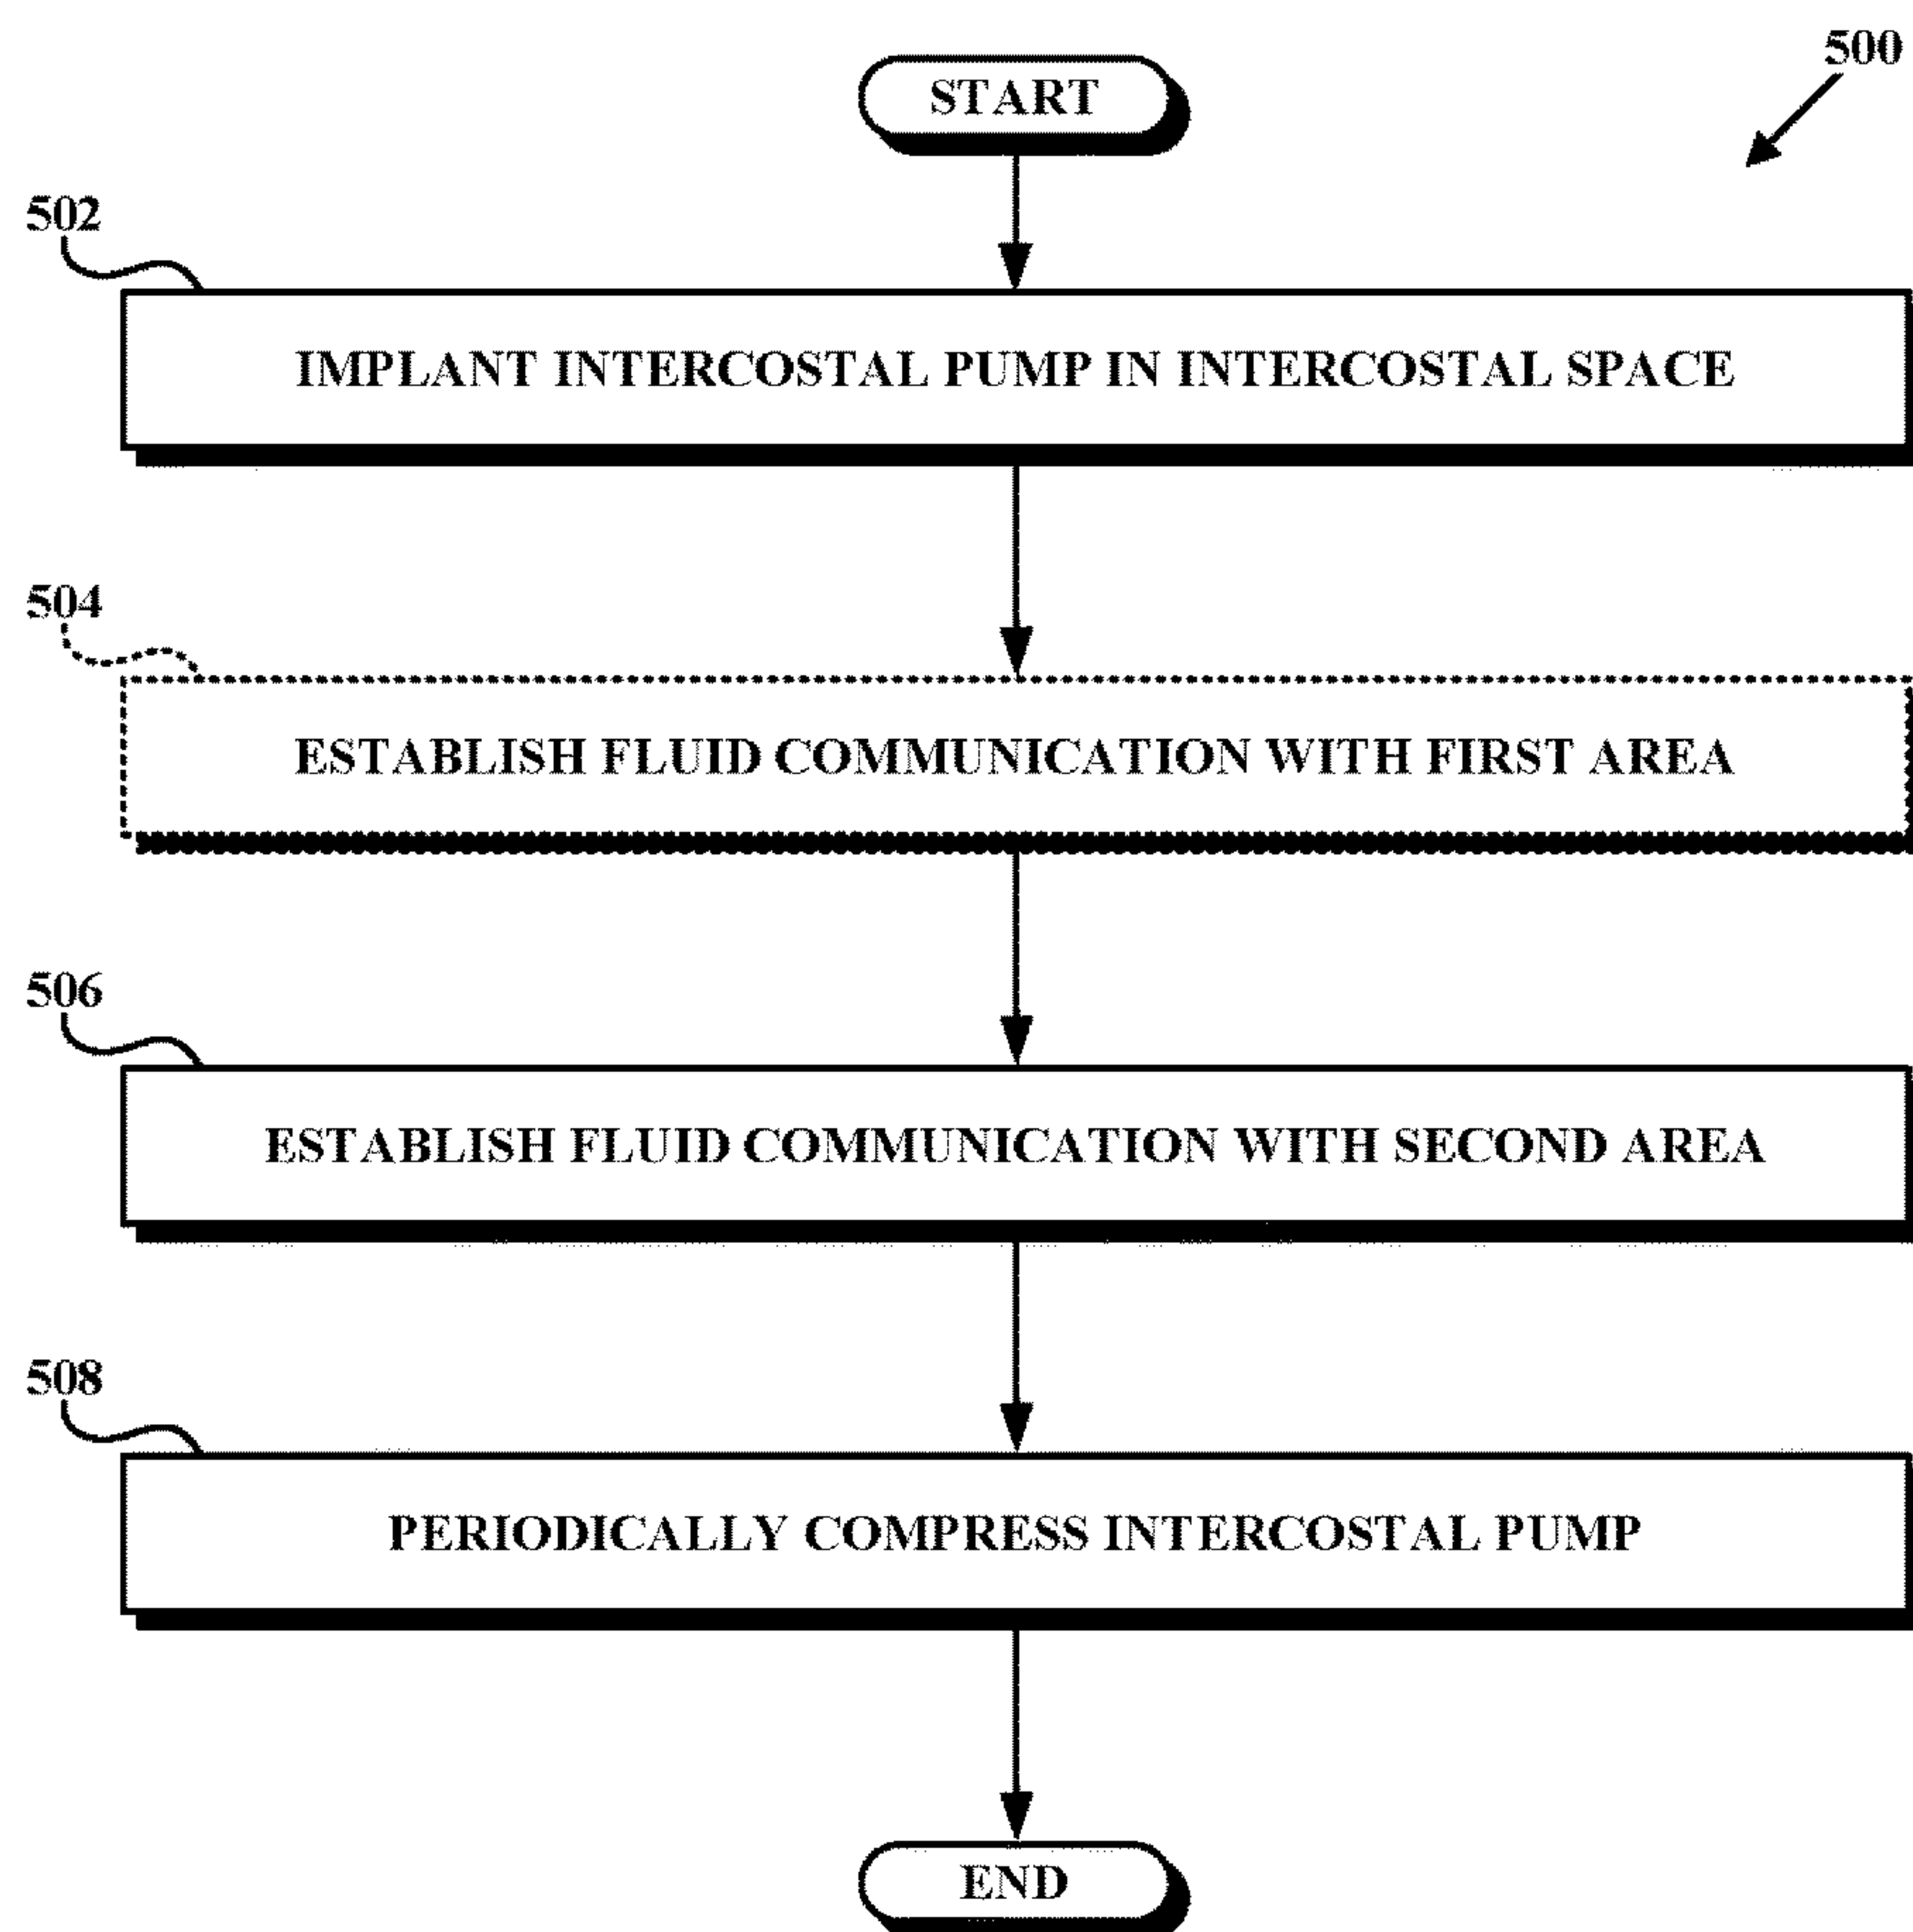 500
START
502
IMPLANT INTERCOSTAL PUMP IN INTERCOSTAL SPACE
504
ESTABLISH FLUID COMMUNICATION WITH FIRST AREA
506
ESTABLISH FLUID COMMUNICATION WITH SECOND AREA
508
PERIODICALLY COMPRESS INTERCOSTAL PUMP
END